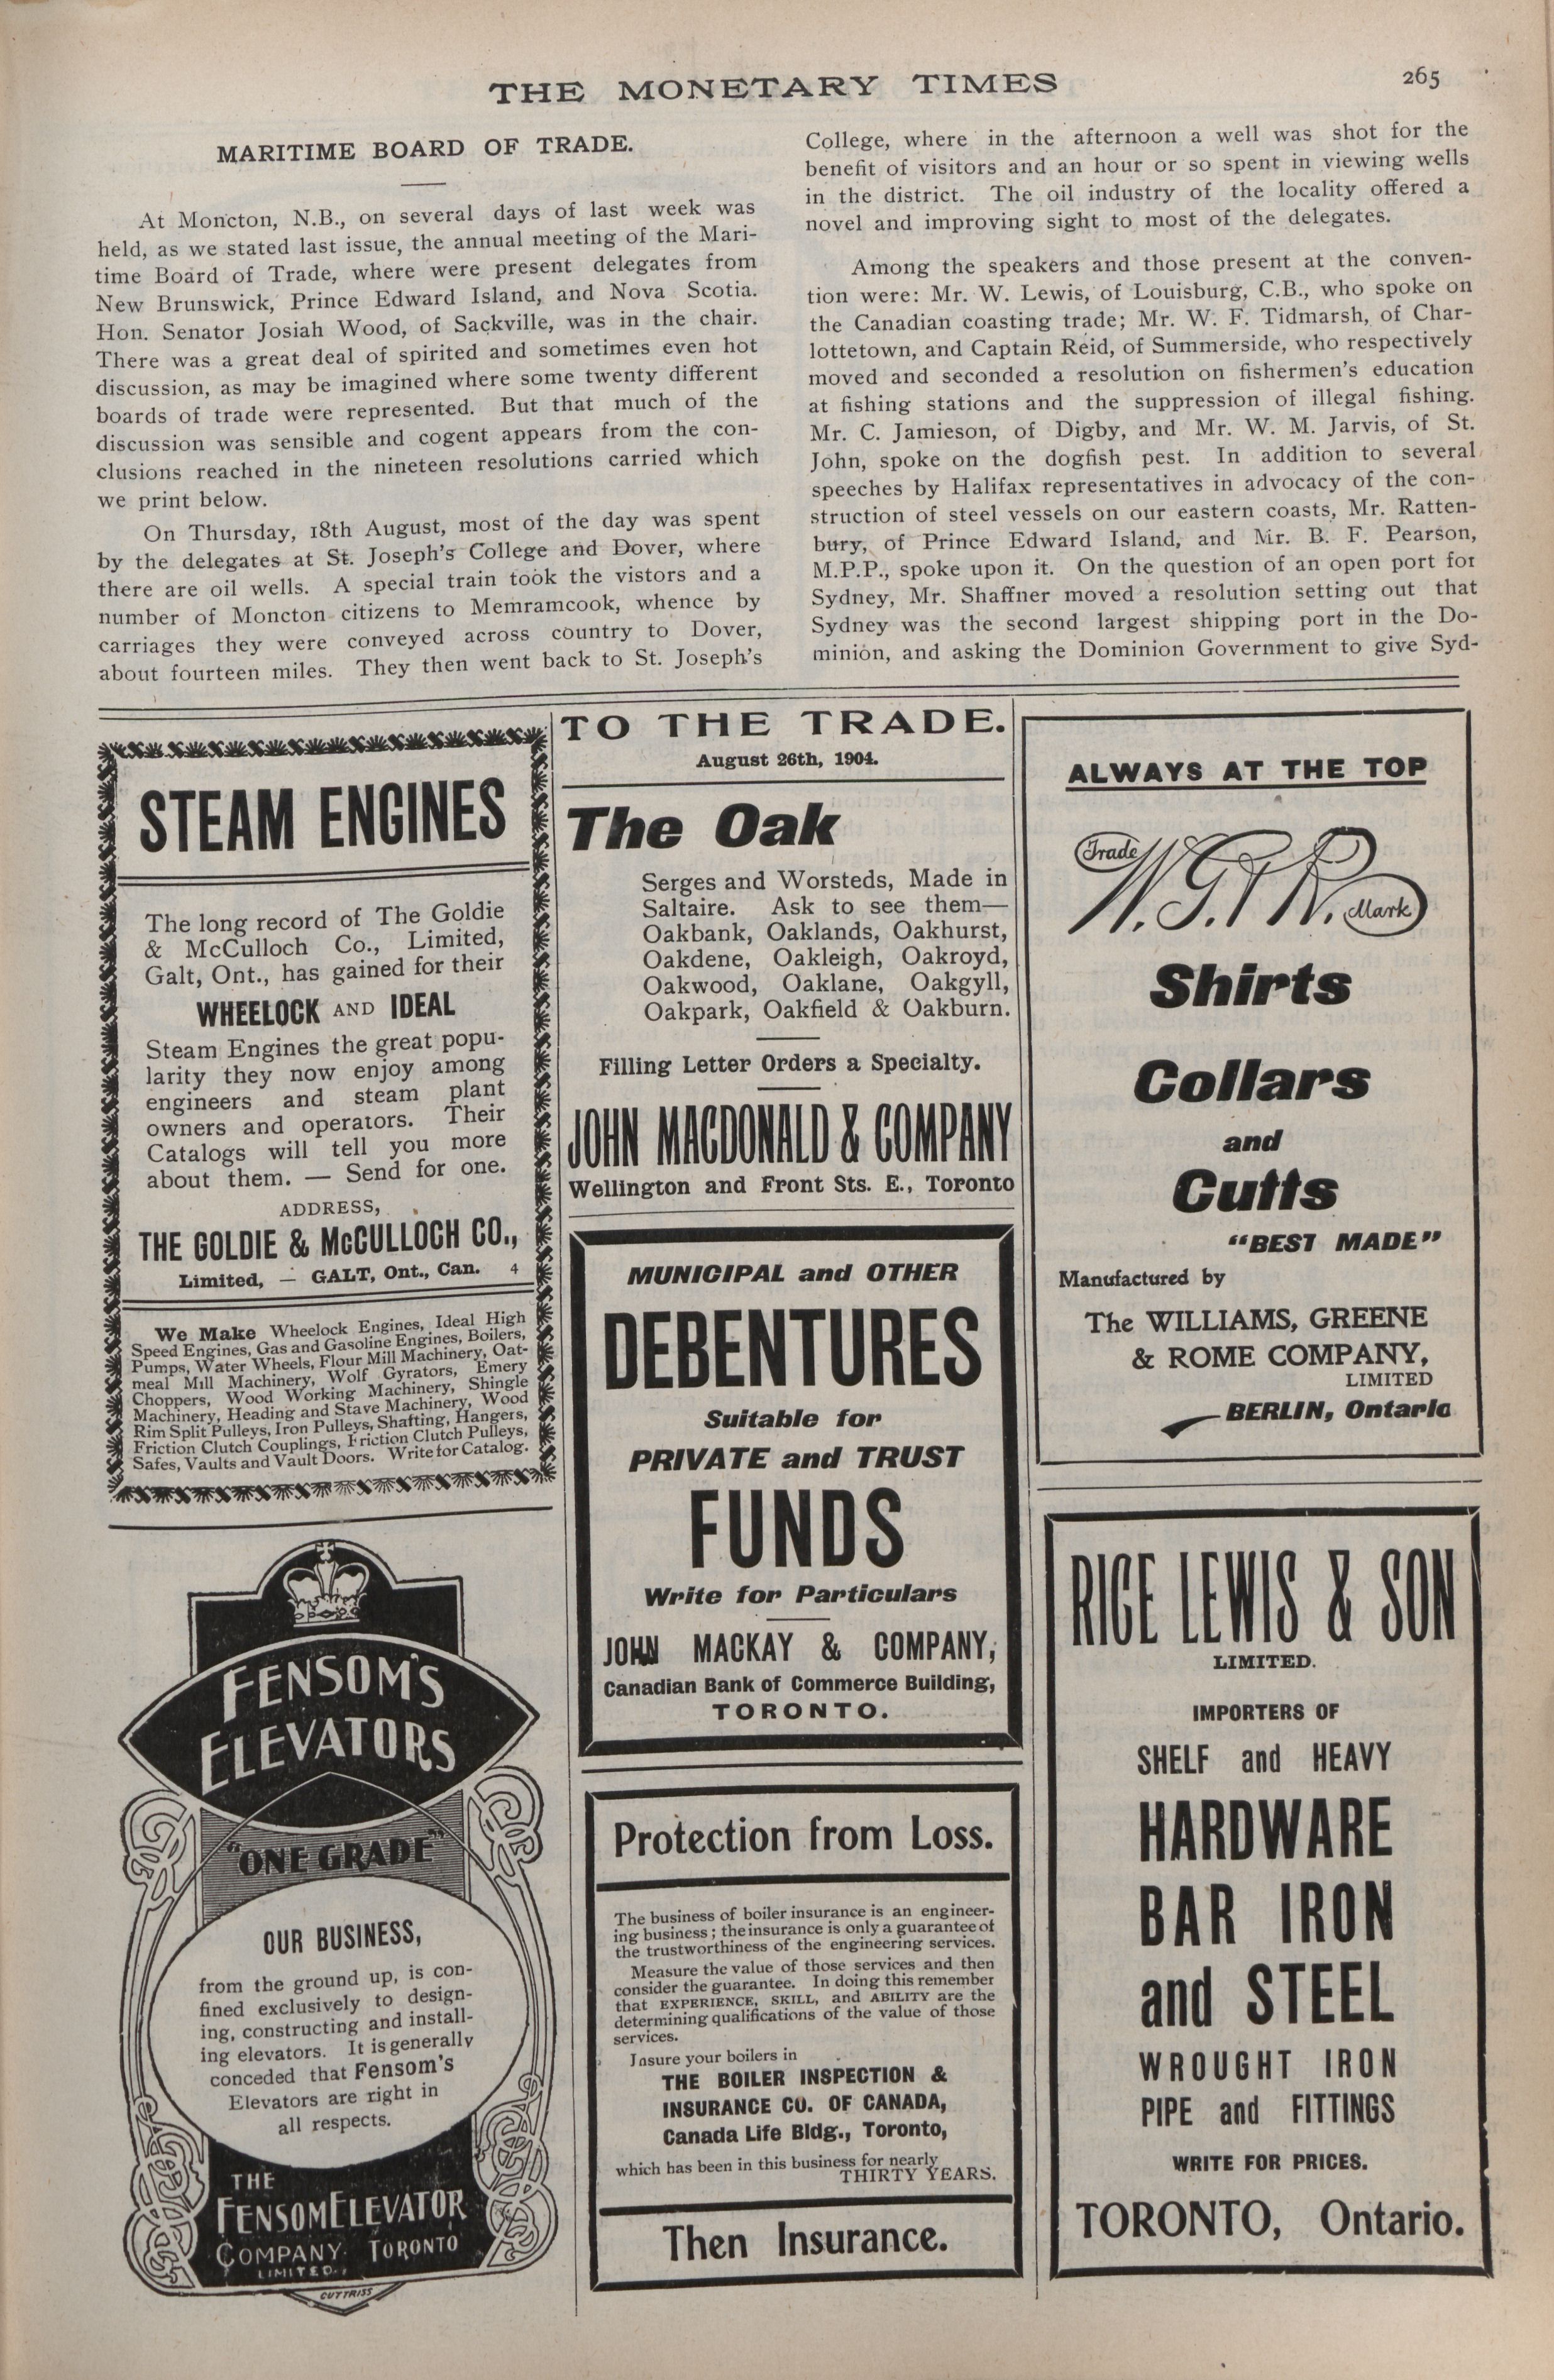 THE MONETARY TIMES
265
MARITIME BOARD OF TRADE.
At Moncton, N.B., on several days of last week was
held, as we stated last issue, the annual meeting of the Mari-
time Board of Trade, where were present delegates from
New Brunswick, Prince Edward Island, and Nova Scotia.
Hon. Senator Josiah Wood, of Sackville, was in the chair.
There was a great deal of spirited and sometimes even hot
discussion, as may be imagined where some twenty different
boards of trade were represented. But that much of the
discussion was sensible and cogent appears from the con-
clusions reached in the nineteen resolutions carried which
we print below.
On Thursday, 18th August, most of the day was spent
by the delegates at St. Joseph's College and Dover, where
there are oil wells. A special train took the vistors and a
number of Moncton citizens to Memramcook, whence by
carriages they were conveyed across country to Dover,
about fourteen miles. They then went back to St. Joseph's
College, where in the afternoon a well was shot for the
benefit of visitors and an hour or so spent in viewing wells
in the district. The oil industry of the locality offered a
novel and improving sight to most of the delegates.
Among the speakers and those present at the conven-
tion were: Mr. W. Lewis, of Louisburg, C.B., who spoke on
the Canadian coasting trade; Mr. W. F. Tidmarsh, of Char-
lottetown, and Captain Reid, of Summerside, who respectively
moved and seconded a resolution on fishermen's education
at fishing stations and the suppression of illegal fishing.
Mr. C. Jamieson, of Digby, and Mr. W. M. Jarvis, of St.
John, spoke on the dogfish pest. In addition to several
speeches by Halifax representatives in advocacy of the con-
struction of steel vessels on our eastern coasts, Mr. Ratten-
bury, of Prince Edward Island, and Mr. B. F. Pearson,
M.P.P., spoke upon it. On the question of an open port for
Sydney, Mr. Shaffner moved a resolution setting out that
Sydney was the second largest shipping port in the Do-
minion, and asking the Dominion Government to give Syd-
STEAM ENGINES
The long record of The Goldie
& McCulloch Co., Limited,
Galt, Ont., has gained for their
WHEELOCK AND IDEAL
Steam Engines the great popu-
larity they now enjoy among
engineers and steam plant
owners and operators. Their
Catalogs will tell you more
about them. — Send for one.
ADDRESS,
THE GOLDIE & McCULLOCH CO.,
Limited, — GALT, Ont., Can. 4
We Make Wheelock Engines, Ideal High
Speed Engines, Gas and Gasoline Engines, Boilers,
Pumps, Water Wheels, Flour Mill Machinery, Oat-
meal Mill Machinery, Wolf Gyrators, Emery
Choppers, Wood Working Machinery, Shingle
Machinery, Heading and Stave Machinery, Wood
Rim Split Pulleys, Iron Pulleys, Shafting, Hangers,
Friction Clutch Couplings, Friction Clutch Pulleys,
Safes, Vaults and Vault Doors. Write for Catalog.
FENSOM'S
ELEVATORS
"ONE GRADE"
OUR BUSINESS,
from the ground up, is con-
fined exclusively to design-
ing, constructing and install-
ing elevators. It is generally
conceded that Fensom's
Elevators are right in
all respects.
THE
FENSOM ELEVATOR
COMPANY TORONTO
LIMITED.
CUTTRISS
TO THE TRADE.
August 26th, 1904.
The Oak
Serges and Worsteds, Made in
Saltaire. Ask to see them—
Oakbank, Oaklands, Oakhurst,
Oakdene, Oakleigh, Oakroyd,
Oakwood, Oaklane, Oakgyll,
Oakpark, Oakfield & Oakburn.
Filling Letter Orders a Specialty.
JOHN MACDONALD & COMPANY
Wellington and Front Sts. E., Toronto
MUNICIPAL and OTHER
DEBENTURES
Suitable for
PRIVATE and TRUST
FUNDS
Write for Particulars
JOHN MACKAY & COMPANY,
Canadian Bank of Commerce Building,
TORONTO.
Protection from Loss.
The business of boiler insurance is an engineer-
ing business; the insurance is only a guarantee of
the trustworthiness of the engineering services.
Measure the value of those services and then
consider the guarantee. In doing this remember
that EXPERIENCE, SKILL, and ABILITY are the
determining qualifications of the value of those
services.
Insure your boilers in
THE BOILER INSPECTION &
INSURANCE CO. OF CANADA,
Canada Life Bldg., Toronto,
which has been in this business for nearly
THIRTY YEARS.
Then Insurance.
ALWAYS AT THE TOP
Trade
W.G.&R.
Mark
Shirts
Collars
and
Cuffs
"BEST MADE"
Manufactured by
The WILLIAMS, GREENE
& ROME COMPANY,
LIMITED
BERLIN, Ontario
RICE LEWIS & SON
LIMITED.
IMPORTERS OF
SHELF and HEAVY
HARDWARE
BAR IRON
and STEEL
WROUGHT IRON
PIPE and FITTINGS
WRITE FOR PRICES.
TORONTO, Ontario.